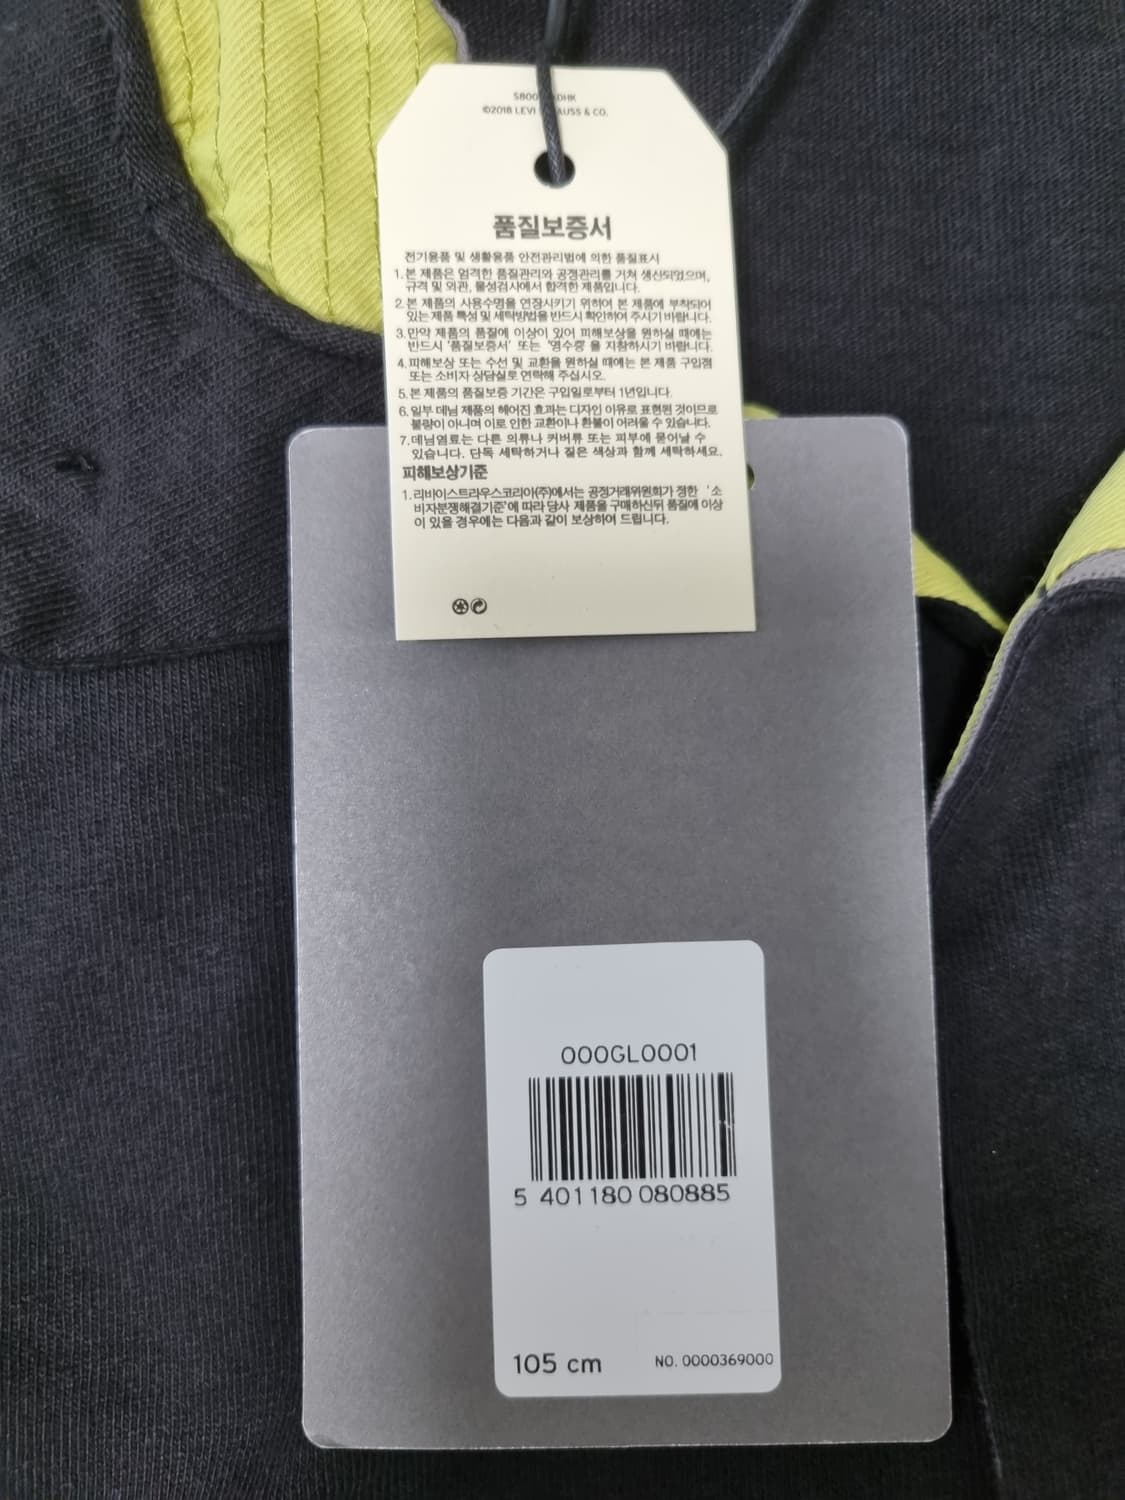 ©2018 LEVI
& CO.
품질보증서
전기용품 및 생활용품 안전관리법에 의한 품질표시
1. 본 제품은 엄격한 품질관리와 공정관리를 거쳐 생산되었으며,
규격 및 외관, 물성검사에서 합격한 제품입니다.
2. 본 제품의 사용수명을 연장시키기 위하여 본 제품에 부착되어
있는 제품 특성 및 세탁방법을 반드시 확인하여 주시기 바랍니다.
3. 만약 제품의 품질에 이상이 있어 피해보상을 원하실 때에는
반드시 '품질보증서' 또는 '영수증'을 지참하시기 바랍니다.
4. 피해보상 또는 수선 및 교환을 원하실 때에는 본 제품 구입점
또는 소비자 상담실로 연락해 주십시오.
5. 본 제품의 품질보증 기간은 구입일로부터 1년입니다.
6. 일부 데님 제품의 헤어진 효과는 디자인 이유로 표현된 것이므로
불량이 아니며 이로 인한 교환이나 환불이 어려울 수 있습니다.
7. 데님염료는 다른 의류나 커버류 또는 피부에 묻어날 수
있습니다. 단독 세탁하거나 짙은 색상과 함께 세탁하세요.
피해보상기준
1. 리바이스트라우스코리아(주)에서는 공정거래위원회가 정한 '소
비자분쟁해결기준'에 따라 당사 제품을 구매하신뒤 품질에 이상
이 있을 경우에는 다음과 같이 보상하여 드립니다.
000GL0001
5 401180 080885
105 cm
NO. 0000369000